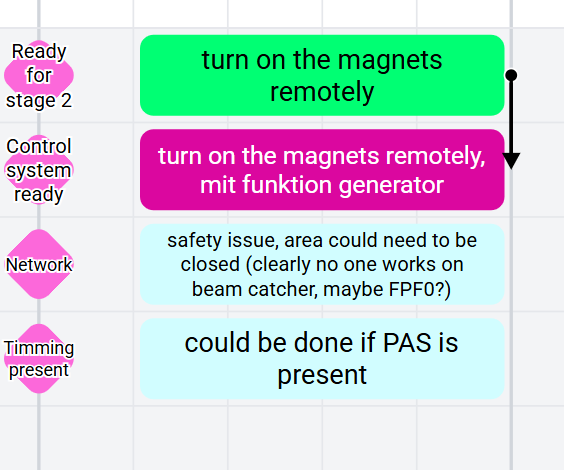 Ready
for
stage 2
turn on the magnets
remotely
Control
system
ready
turn on the magnets remotely,
mit funktion generator
Network
safety issue, area could need to be
closed (clearly no one works on
beam catcher, maybe FPF0?)
Timming
present
could be done if PAS is
present